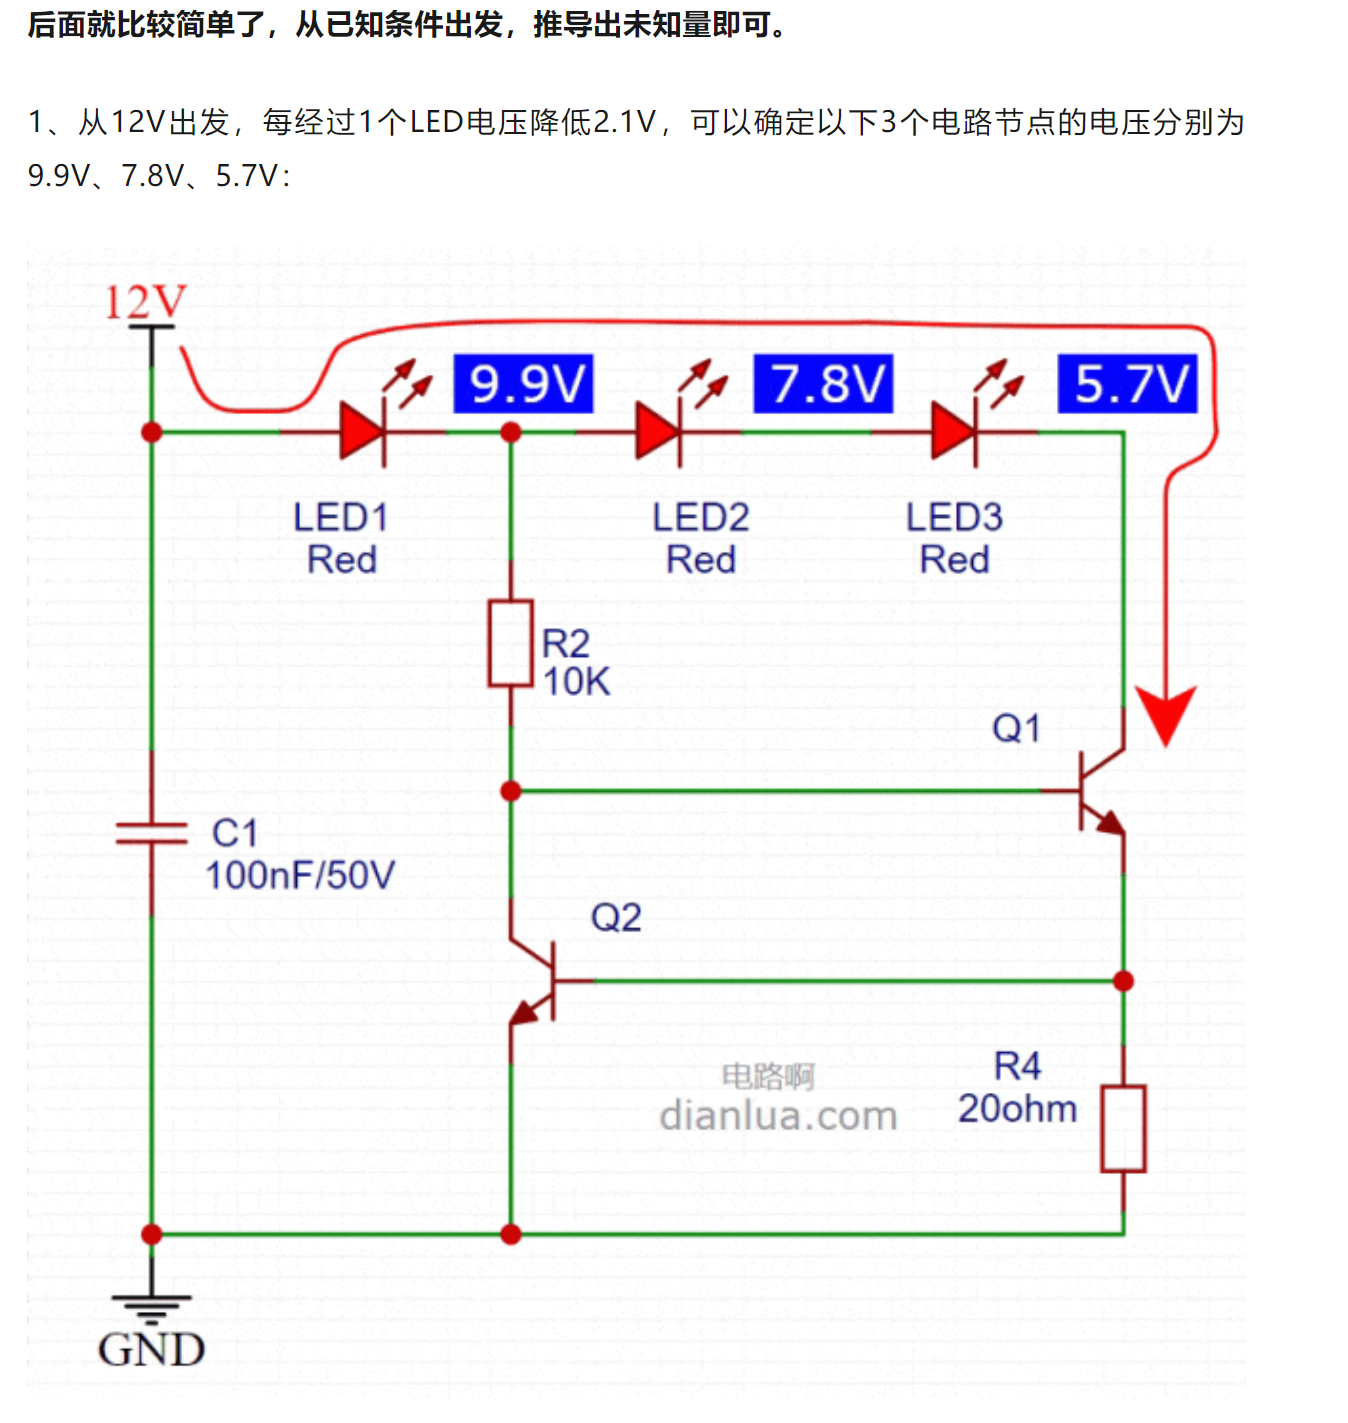 后面就比较简单了，从已知条件出发，推导出未知量即可。
1、从12V出发，每经过1个LED电压降低2.1V，可以确定以下3个电路节点的电压分别为
9.9V、7.8V、5.7V：
12V
9.9V
7.8V
5.7V
LED1
Red
LED2
Red
LED3
Red
R2
10K
Q1
C1
100nF/50V
Q2
电路啊
dianlua.com
R4
20ohm
GND